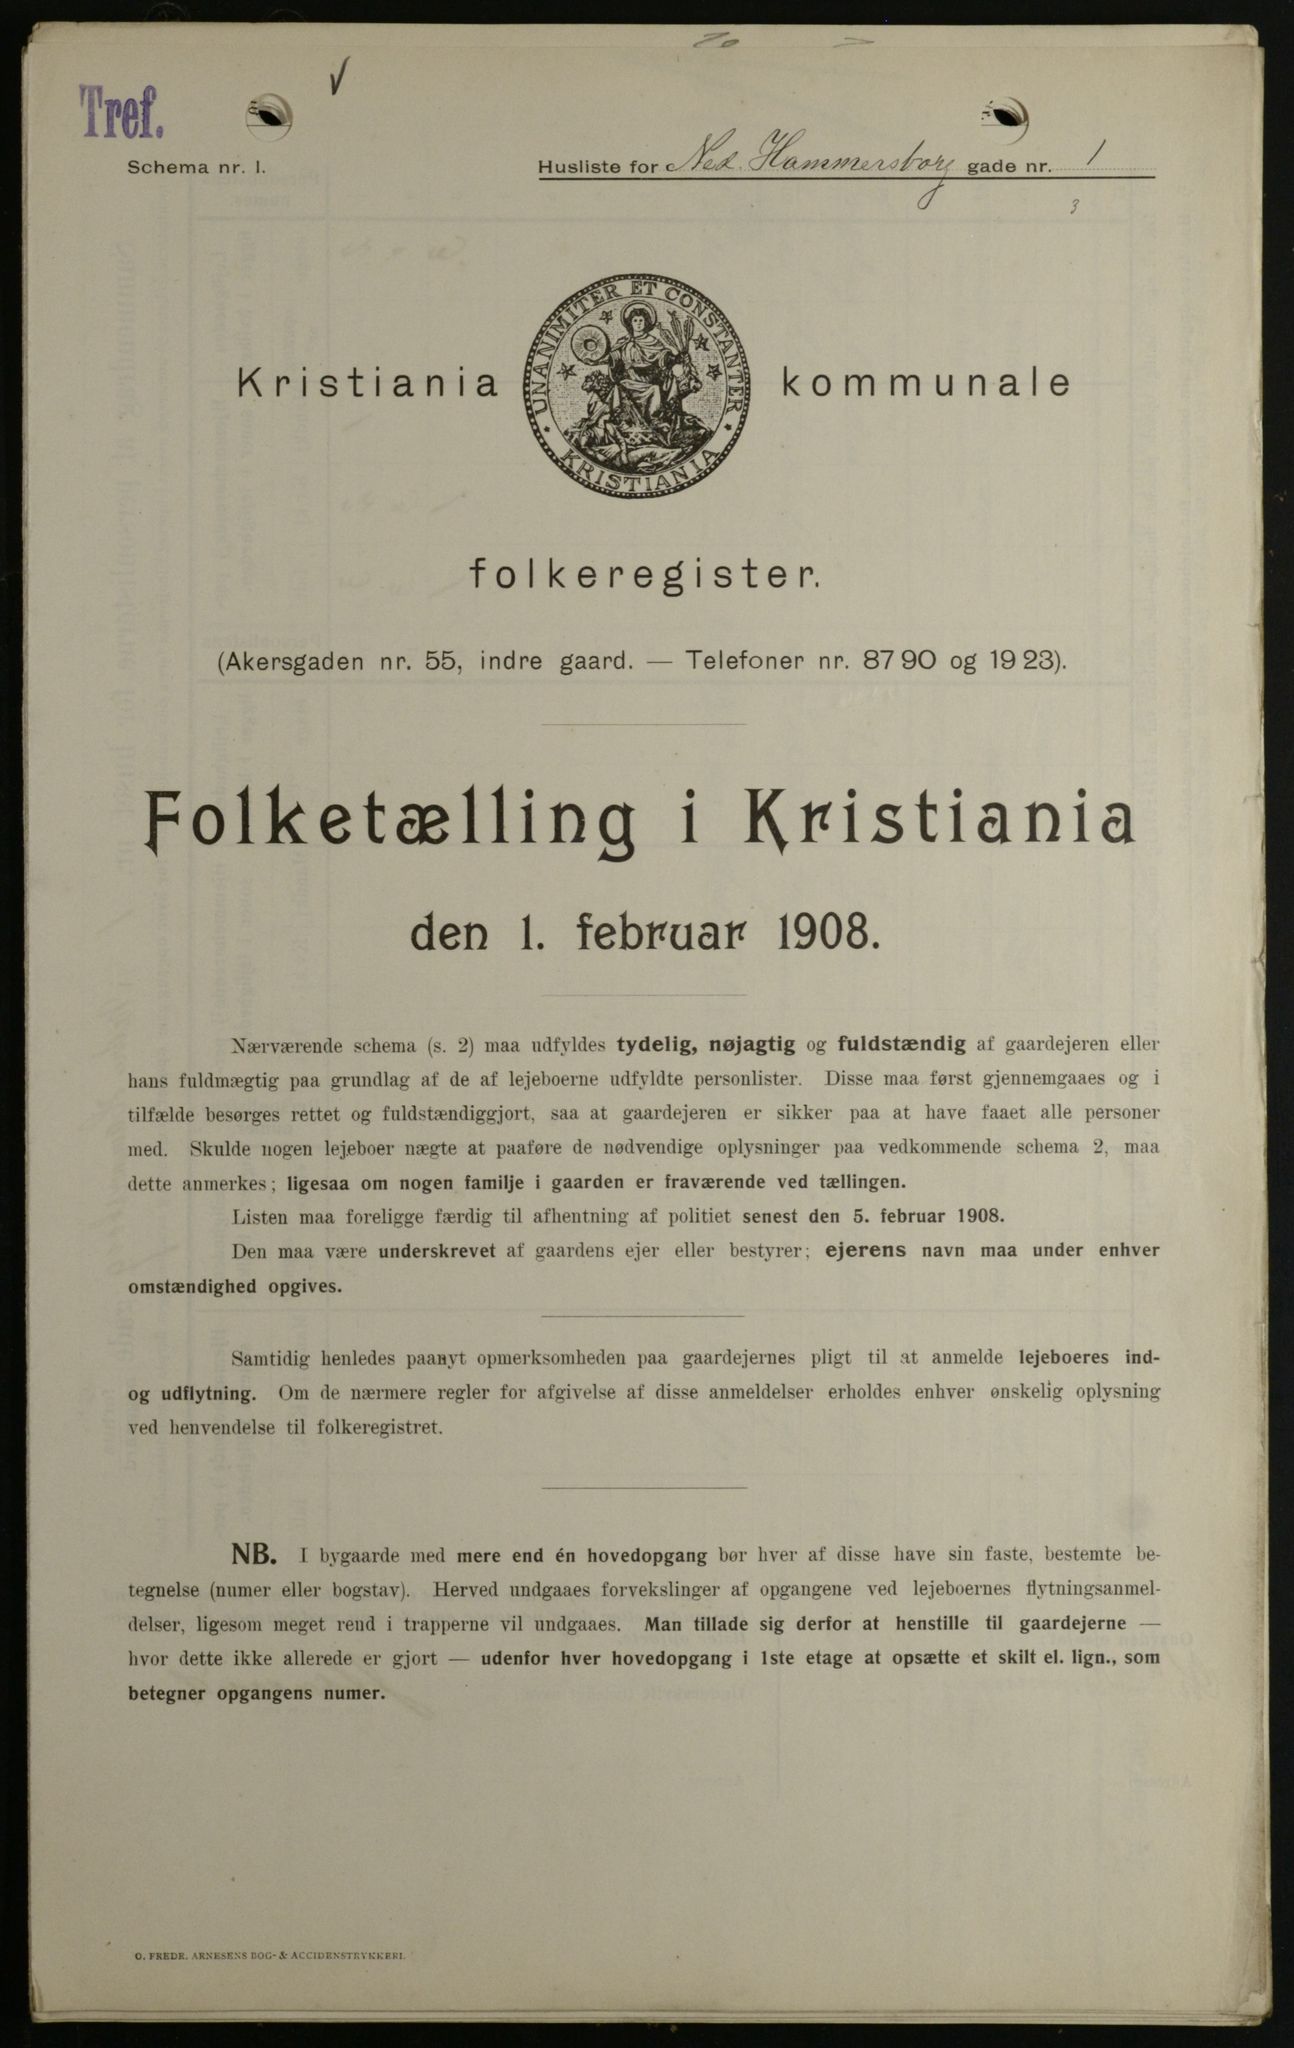 Tref.
Schema nr. 1.
Husliste for Ned. Hammersborg gade nr. 1
3
UNANIMITER ET CONSTANTER
KRISTIANIA
Kristiania kommunale
folkeregister.
(Akersgaden nr. 55, indre gaard. — Telefoner nr. 8790 og 1923).
Folketælling i Kristiania
den 1. februar 1908.
Nærværende schema (s. 2) maa udfyldes tydelig, nøjagtig og fuldstændig af gaardejeren eller
hans fuldmægtig paa grundlag af de af lejeboerne udfyldte personlister. Disse maa først gjennemgaaes og i
tilfælde besørges rettet og fuldstændiggjort, saa at gaardejeren er sikker paa at have faaet alle personer
med. Skulde nogen lejeboer nægte at paaføre de nødvendige oplysninger paa vedkommende schema 2, maa
dette anmerkes; ligesaa om nogen familje i gaarden er fraværende ved tællingen.
Listen maa foreligge færdig til afhentning af politiet senest den 5. februar 1908.
Den maa være underskrevet af gaardens ejer eller bestyrer; ejerens navn maa under enhver
omstændighed opgives.
Samtidig henledes paanyt opmerksomheden paa gaardejernes pligt til at anmelde lejeboeres ind-
og udflytning. Om de nærmere regler for afgivelse af disse anmeldelser erholdes enhver ønskelig oplysning
ved henvendelse til folkeregistret.
NB. I bygaarde med mere end én hovedopgang bør hver af disse have sin faste, bestemte be-
tegnelse (numer eller bogstav). Herved undgaaes forvekslinger af opgangene ved lejeboernes flytningsanmel-
delser, ligesom meget rend i trapperne vil undgaaes. Man tillade sig derfor at henstille til gaardejerne —
hvor dette ikke allerede er gjort — udenfor hver hovedopgang i 1ste etage at opsætte et skilt el. lign., som
betegner opgangens numer.
O. FREDR. ARNESENS BOG- & ACCIDENSTRYKKERI.